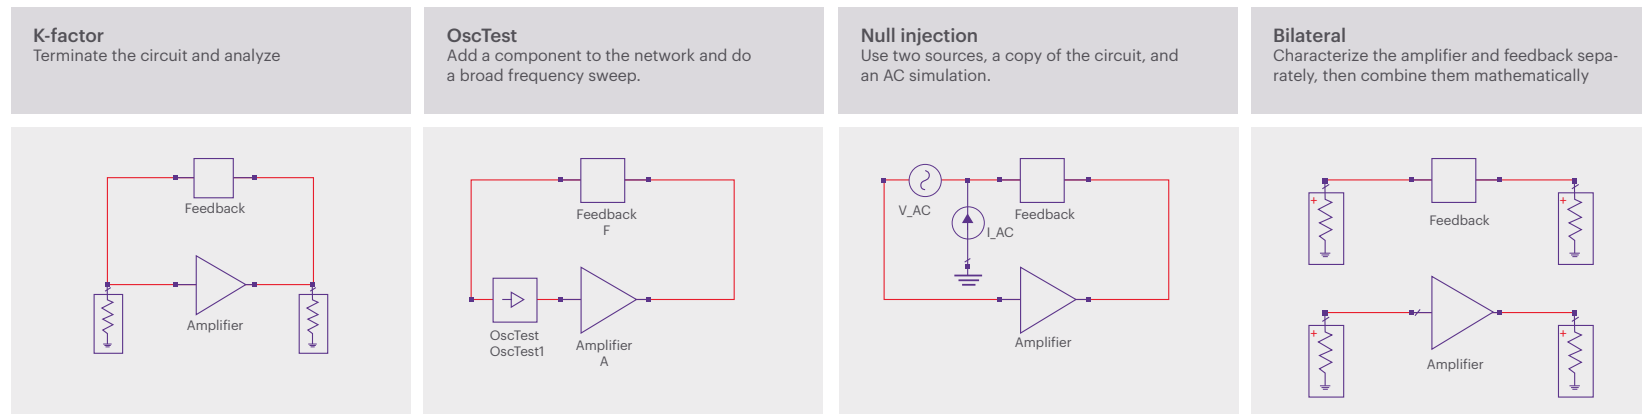 K-factor
Terminate the circuit and analyze
OscTest
Add a component to the network and do
a broad frequency sweep.
Null injection
Use two sources, a copy of the circuit, and
an AC simulation.
Bilateral
Characterize the amplifier and feedback sepa-
rately, then combine them mathematically
Feedback
Amplifier
Feedback
F
OscTest
OscTest1
Amplifier
A
V_AC
I_AC
Feedback
Amplifier
+
+
Feedback
+
+
Amplifier